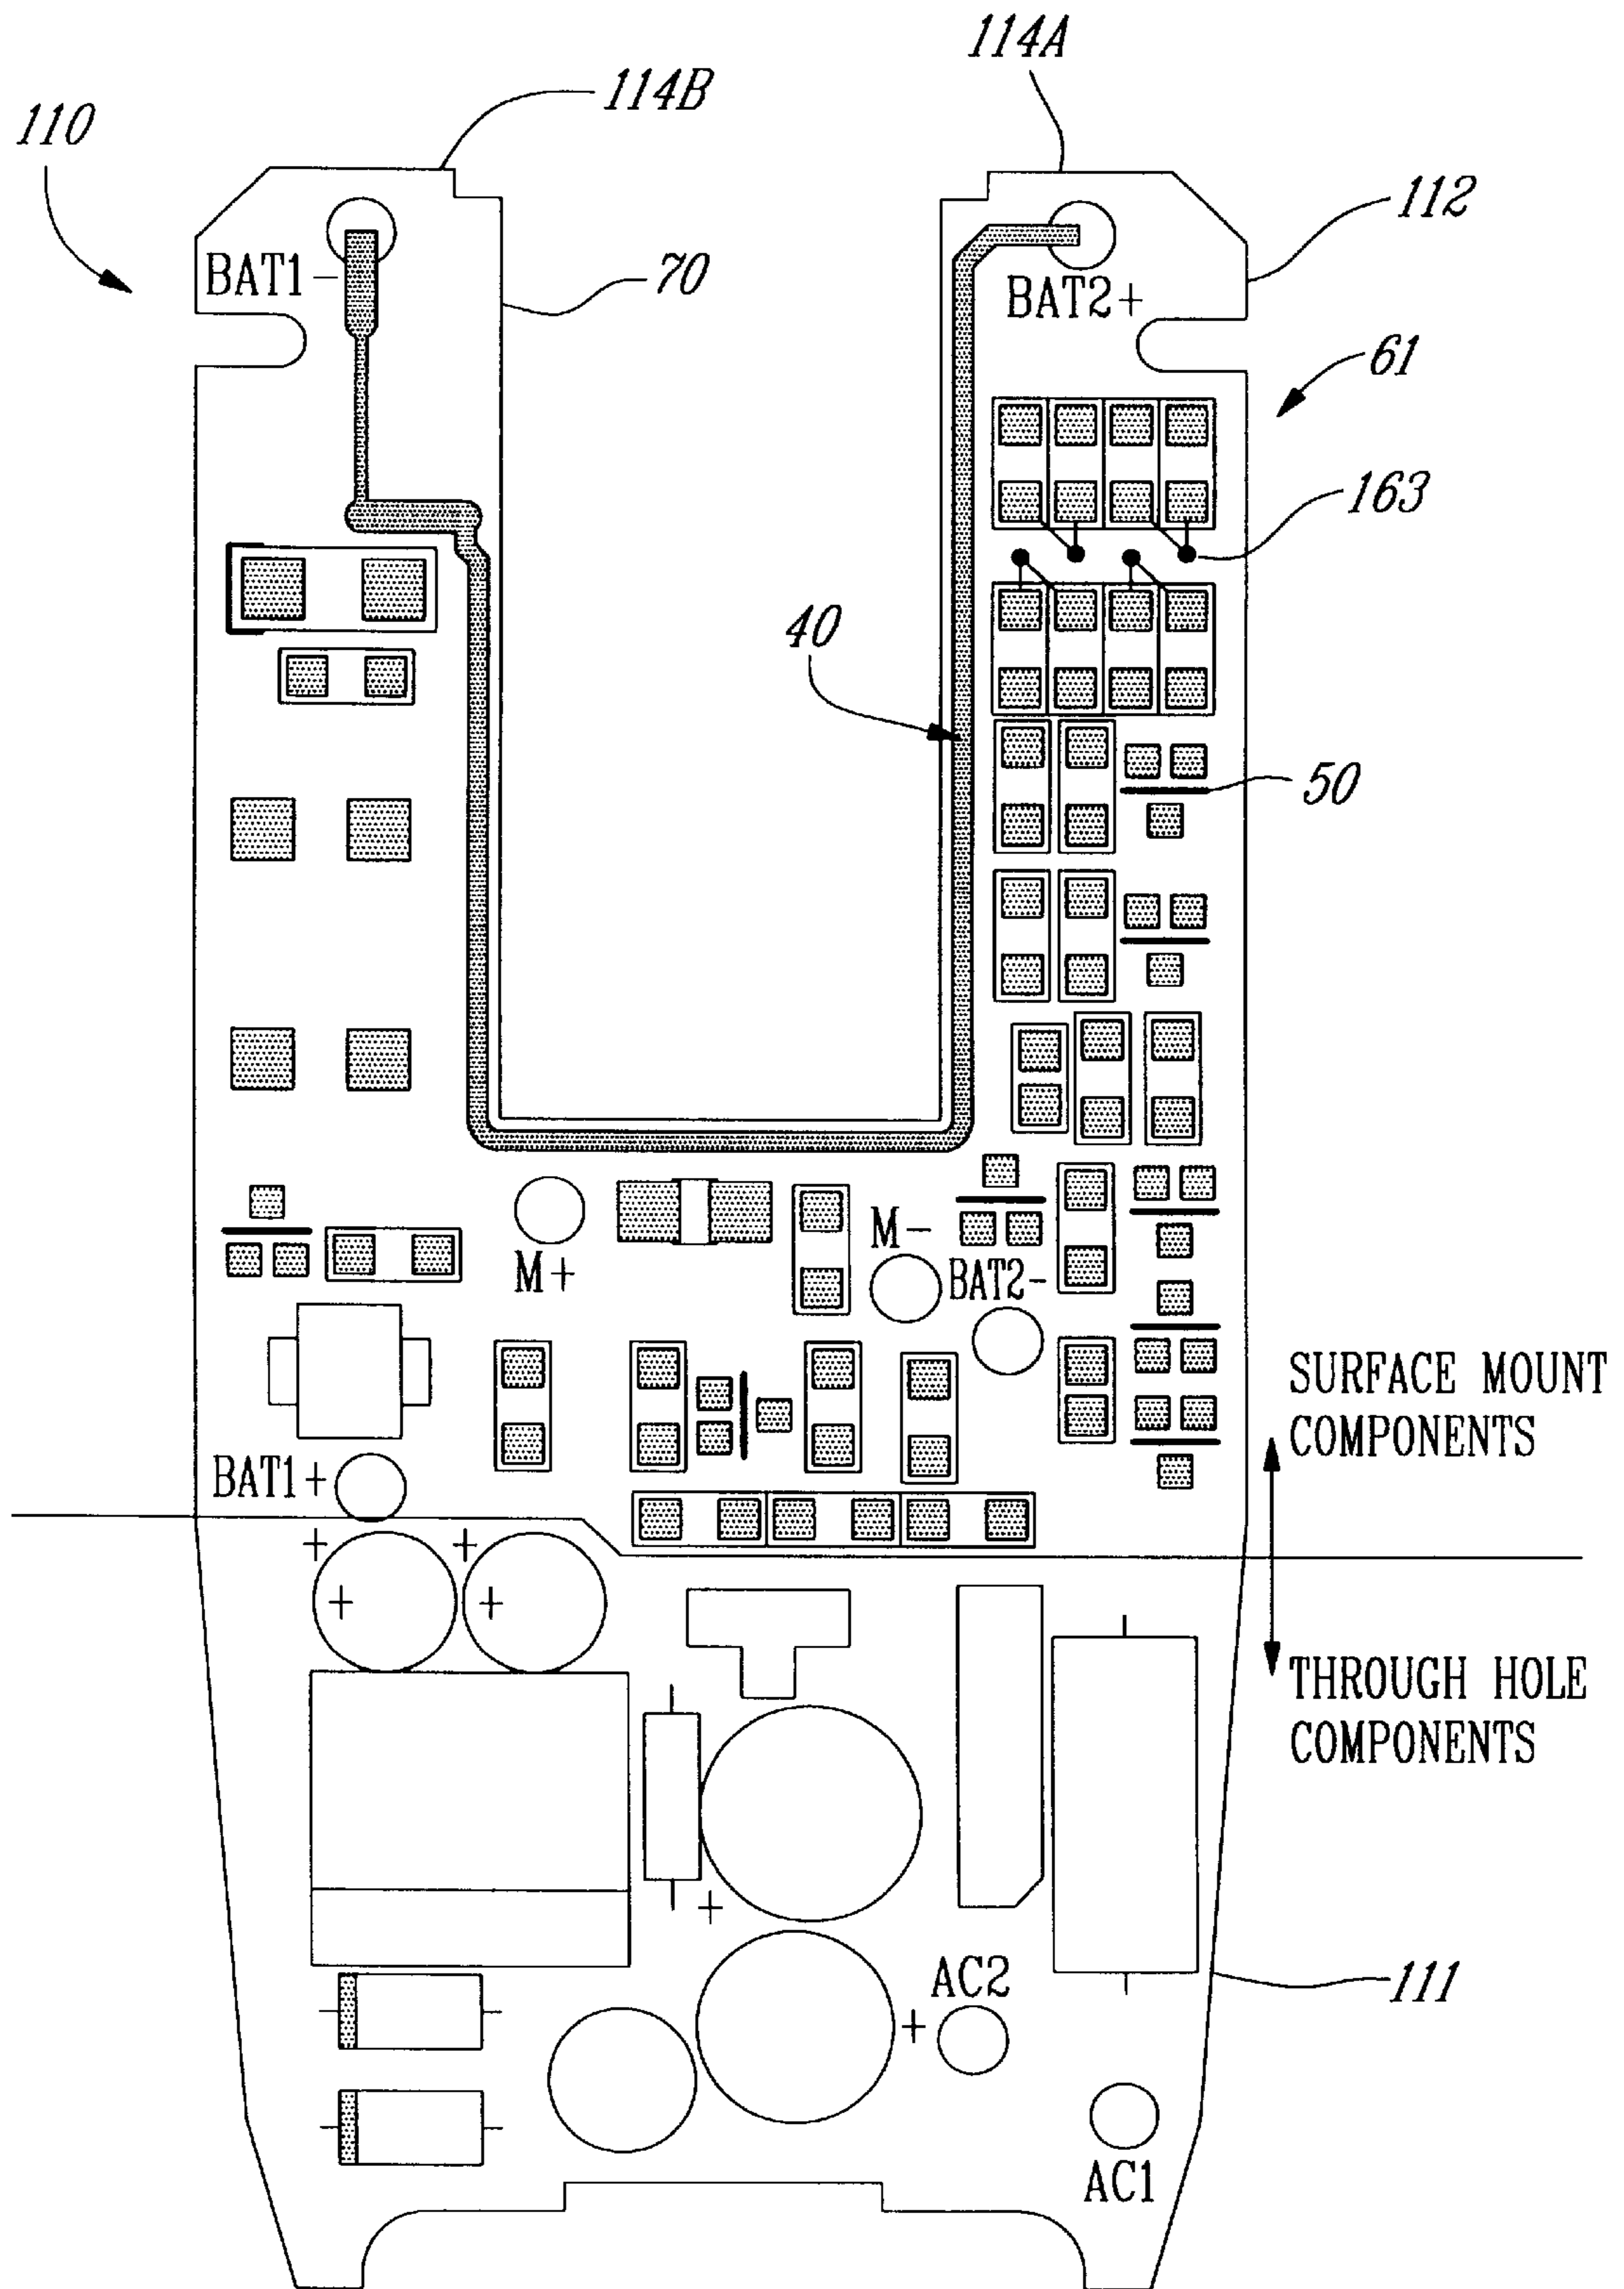 114A
114B
110
112
BAT1-
70
BAT2+
61
163
40
50
M-
M+
BAT2-
SURFACE MOUNT
COMPONENTS
BAT1+
+ +
+ +
THROUGH HOLE
COMPONENTS
+
AC2
111
+
AC1